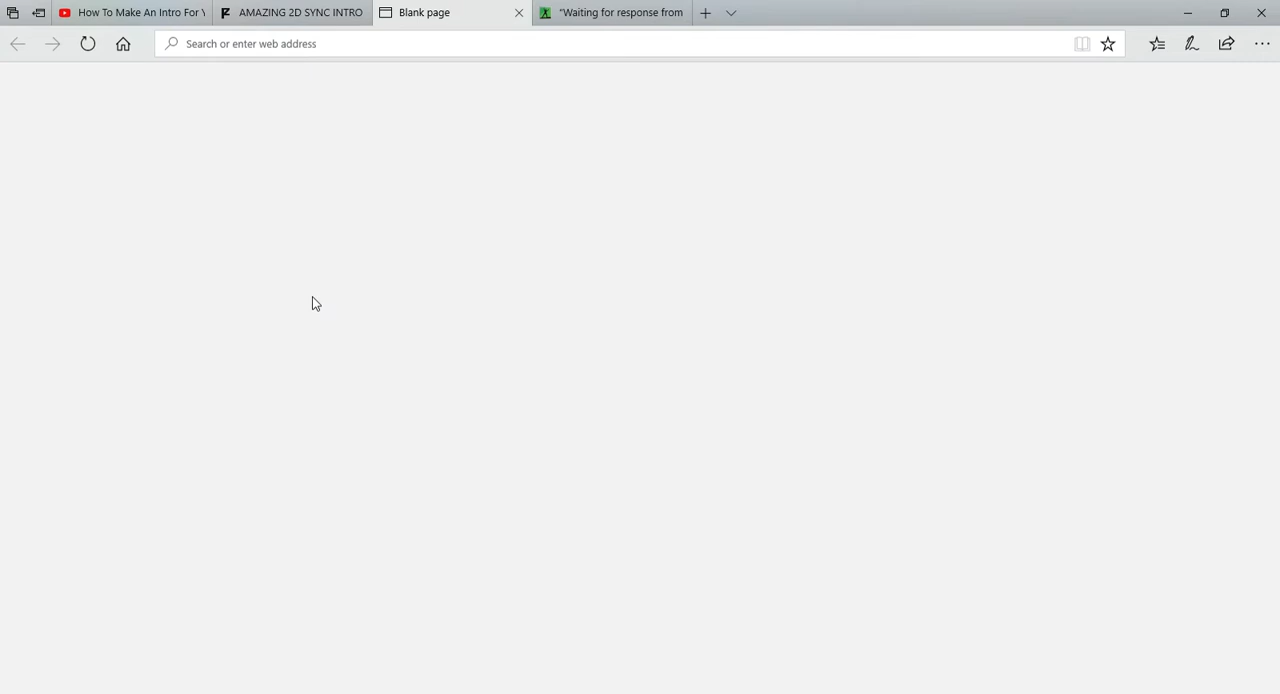 How To Make An Intro For Y
AMAZING 2D SYNC INTRO
Blank page
"Waiting for response from
Search or enter web address